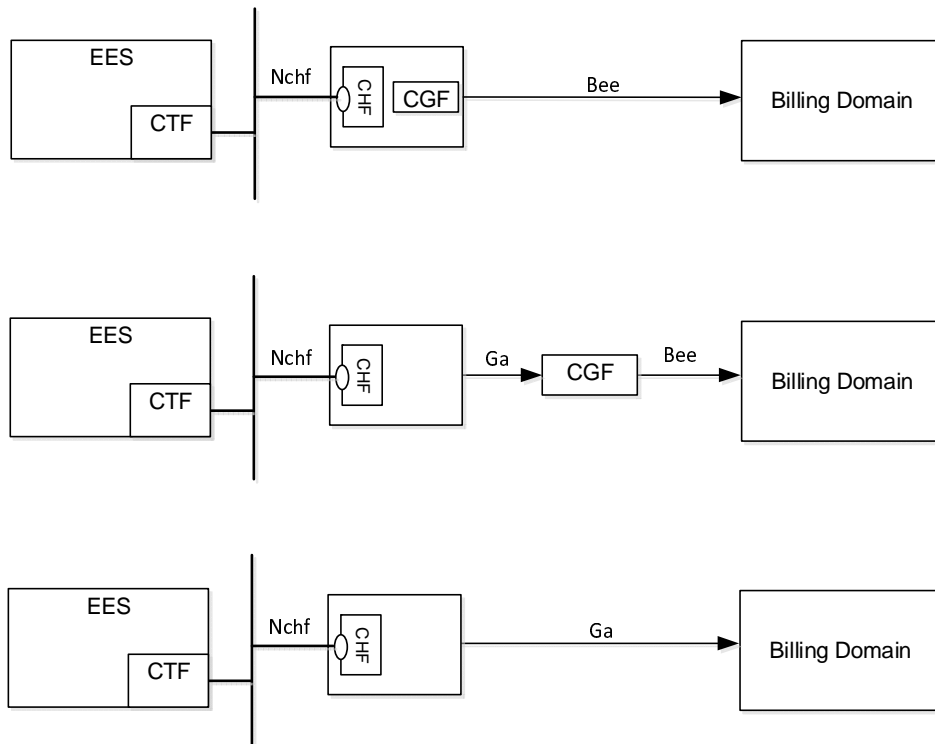 EES
CTF
Nchf
CHF
CGF
Bee
Billing Domain
EES
CTF
Nchf
CHF
Ga
CGF
Bee
Billing Domain
EES
CTF
Nchf
CHF
Ga
Billing Domain